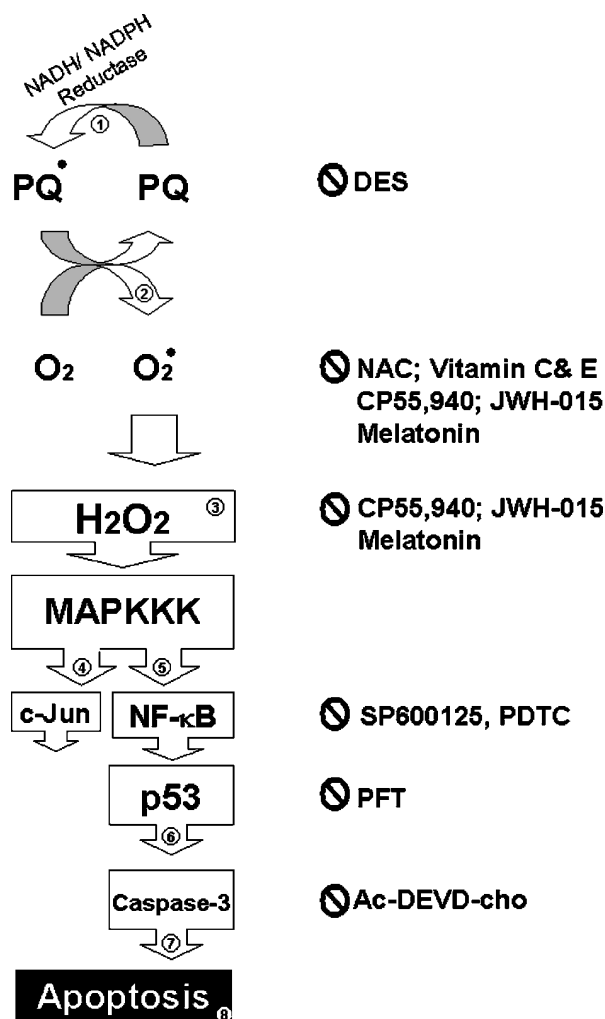 NADH/ NADPH
Reductase
①
PQ• PQ
DES
②
O2 O2•
NAC; Vitamin C& E
CP55,940; JWH-015
Melatonin
H2O2 ③
CP55,940; JWH-015
Melatonin
MAPKKK
④ ⑤
c-Jun NF-κB
SP600125, PDTC
p53
PFT
⑥
Caspase-3
Ac-DEVD-cho
⑦
Apoptosis ⑧